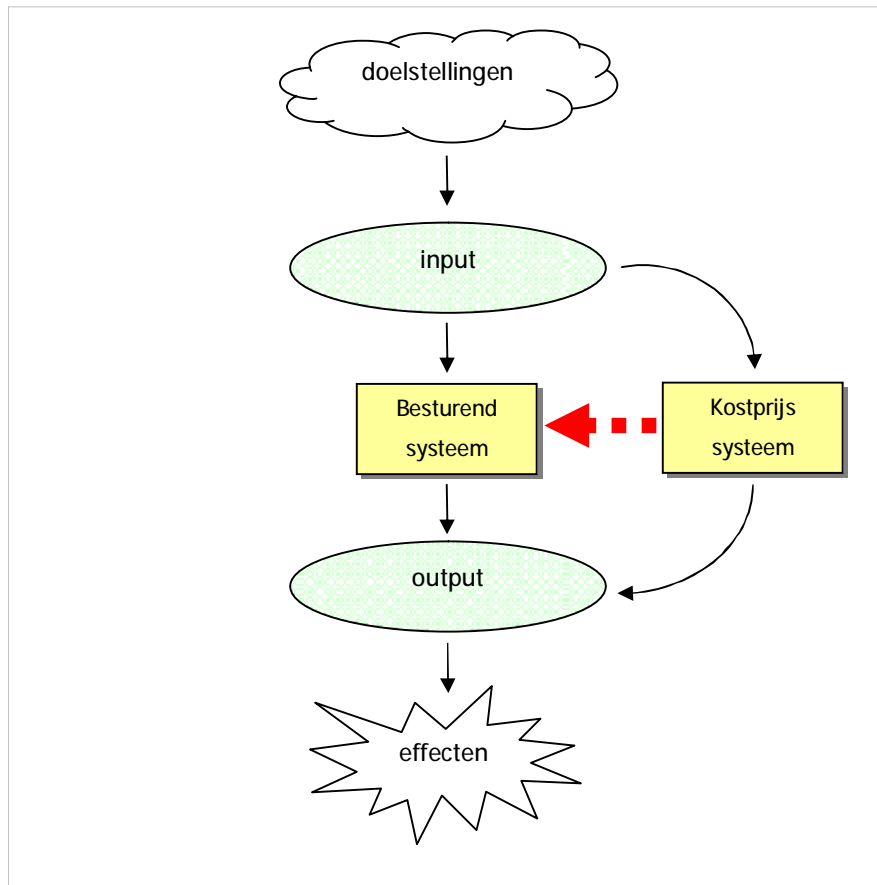 doelstellingen
input
Besturend
systeem
Kostprijs
systeem
output
effecten